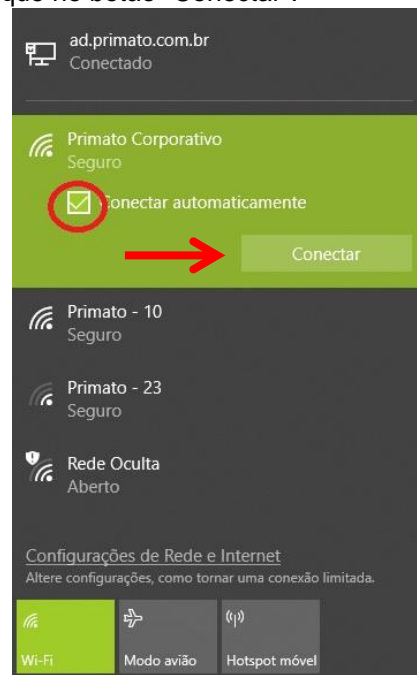 que no botão "Conectar".
ad.primato.com.br
Conectado
Primato Corporativo
Seguro
Conectar automaticamente
Conectar
Primato - 10
Seguro
Primato - 23
Seguro
Rede Oculta
Aberto
Configurações de Rede e Internet
Altere configurações, como tornar uma conexão limitada.
Wi-Fi
Modo avião
Hotspot móvel